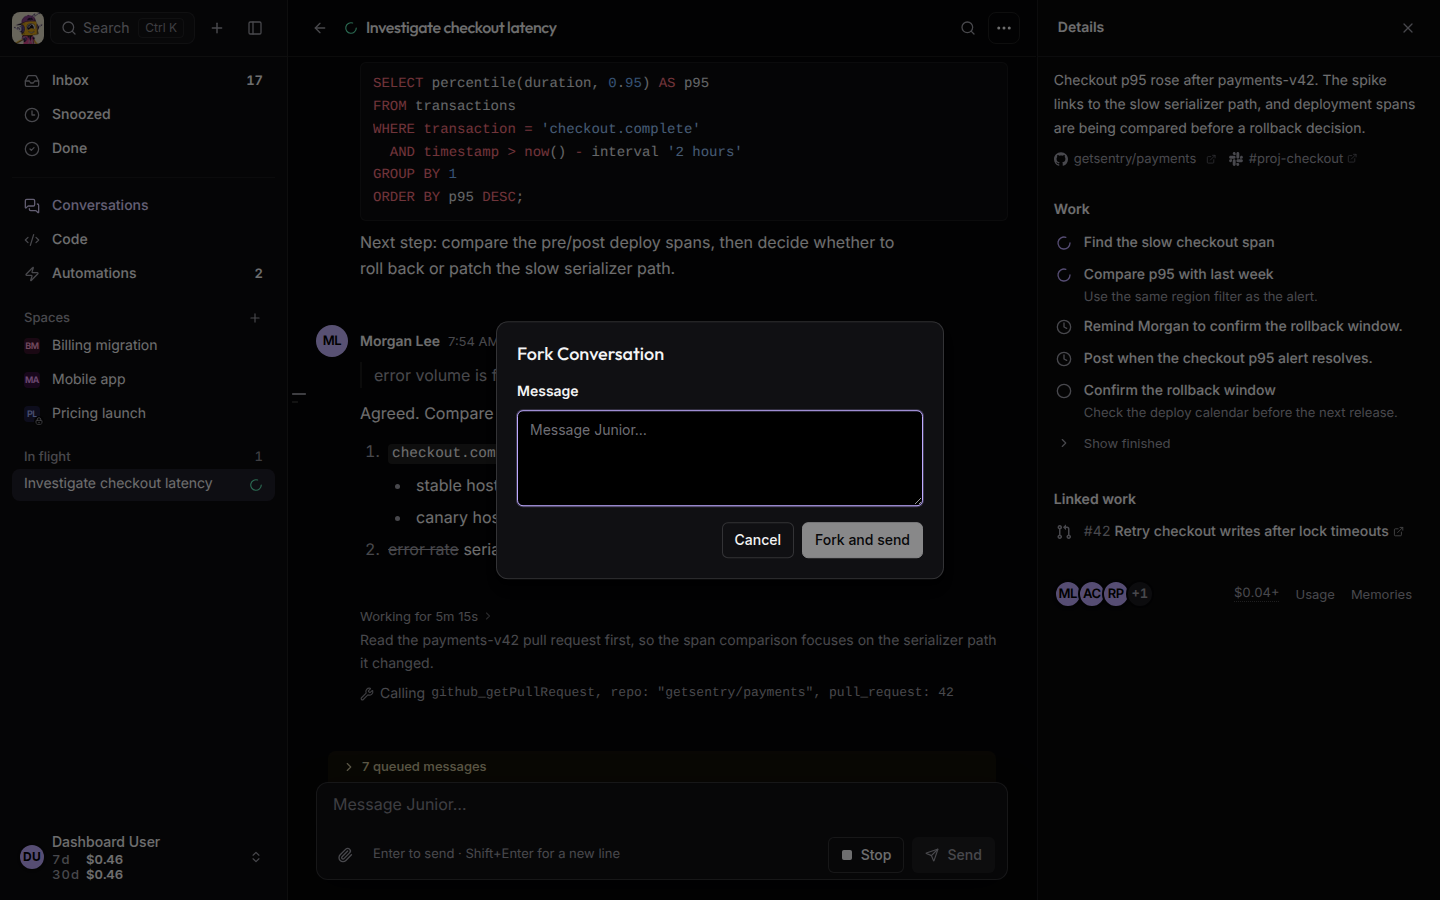 Search Ctrl K
Inbox 17
Snoozed
Done
Conversations
Code
Automations 2
Spaces
BM Billing migration
MA Mobile app
PL Pricing launch
In flight 1
Investigate checkout latency
DU Dashboard User
7d $0.46
30d $0.46
Investigate checkout latency
SELECT percentile(duration, 0.95) AS p95
FROM transactions
WHERE transaction = 'checkout.complete'
AND timestamp > now() - interval '2 hours'
GROUP BY 1
ORDER BY p95 DESC;
Next step: compare the pre/post deploy spans, then decide whether to
roll back or patch the slow serializer path.
ML Morgan Lee 7:54 AM
error volume is
Agreed. Compare
1. checkout.com
• stable host
• canary hos
2. error rate seria
Fork Conversation
Message
Message Junior...
Cancel Fork and send
Working for 5m 15s
Read the payments-v42 pull request first, so the span comparison focuses on the serializer path
it changed.
Calling github_getPullRequest, repo: "getsentry/payments", pull_request: 42
7 queued messages
Message Junior...
Enter to send · Shift+Enter for a new line
Stop Send
Details
Checkout p95 rose after payments-v42. The spike
links to the slow serializer path, and deployment spans
are being compared before a rollback decision.
getsentry/payments #proj-checkout
Work
Find the slow checkout span
Compare p95 with last week
Use the same region filter as the alert.
Remind Morgan to confirm the rollback window.
Post when the checkout p95 alert resolves.
Confirm the rollback window
Check the deploy calendar before the next release.
Show finished
Linked work
#42 Retry checkout writes after lock timeouts
ML AC RP +1 $0.04+ Usage Memories